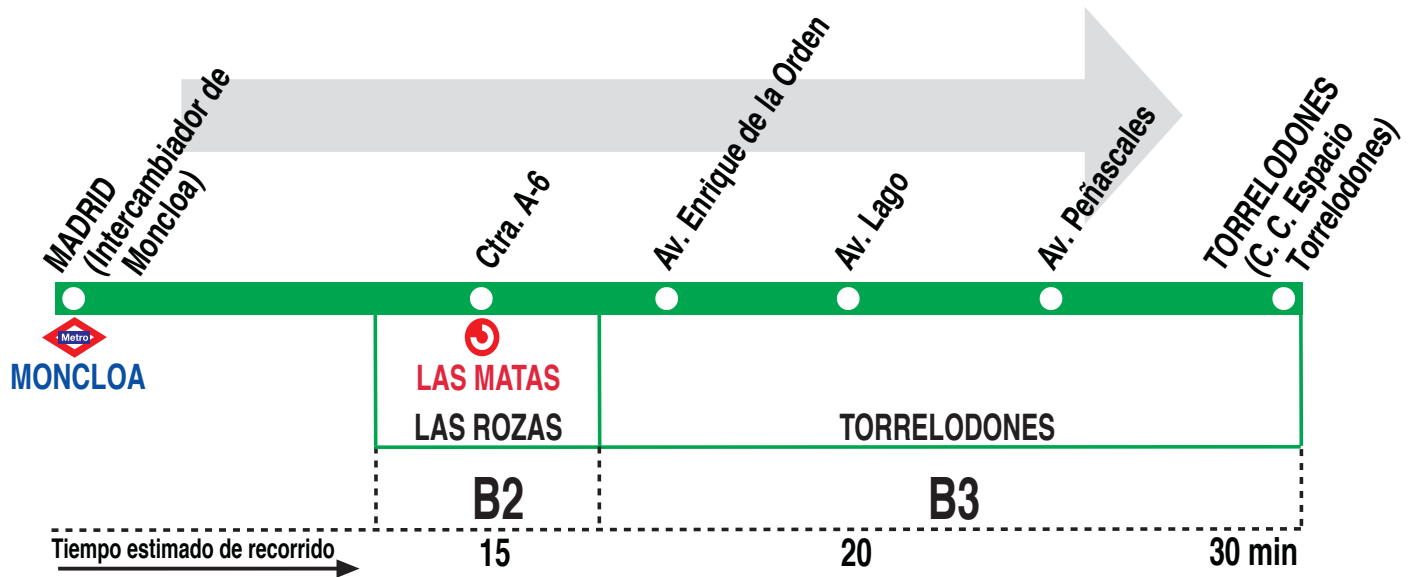 MADRID
(Intercambiador de
Moncloa)
Ctra. A-6
Av. Enrique de la Orden
Av. Lago
Av. Peñascales
TORRELODONES
(C. C. Espacio
Torrelodones)
Metro
MONCLOA
LAS MATAS
LAS ROZAS
TORRELODONES
B2
B3
Tiempo estimado de recorrido
15
20
30 min